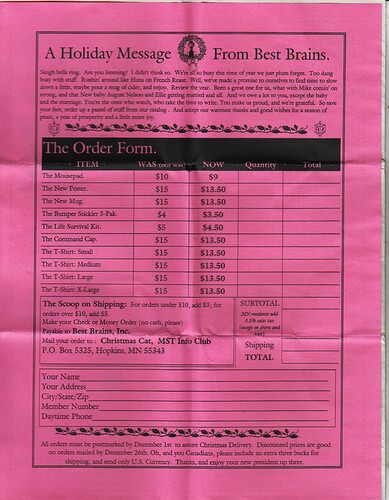 A Holiday Message From Best Brains.
Sleigh bells ring. Are you listening? I didn't think so. We're all so busy this time of year we just plum forget. Too dang
busy with stuff. Rushin' around like Huns on French Roast. Well, we've made a promise to ourselves to find time to slow
down a little, maybe pour a mug of cider, and enjoy. Review the year. Been a great one for us, what with Mike comin' on
strong, and that New baby August Nelson and Ellie getting married and all. And we owe a lot to you, except the baby
and the marriage. You're the ones who watch, who take the time to write. You make us proud, and we're grateful. So save
your feet, order up a passel of stuff from our catalog. And accept our warmest thanks and good wishes for a season of
peace, a year of prosperity and a little more joy.
The Order Form.
ITEM WAS (not was) NOW Quantity Total
The Mousepad. $10 $9
The New Poster. $15 $13.50
The New Mug. $15 $13.50
The Bumper Stickler 5-Pak. $4 $3.50
The Life Survival Kit. $5 $4.50
The Command Cap. $15 $13.50
The T-Shirt: Small $15 $13.50
The T-Shirt: Medium $15 $13.50
The T-Shirt: Large $15 $13.50
The T-Shirt: X-Large $15 $13.50
The Scoop on Shipping: For orders under $10, add $3; for
orders over $10, add $5.
Make your Check or Money Order (no cash, please)
Payable to Best Brains, Inc.
Mail your order to: Christmas Cat, MST Info Club
P.O. Box 5325, Hopkins, MN 55343
SUBTOTAL
MN residents add
6.5% sales tax
(except on shirts and
Shipping
TOTAL
Your Name
Your Address
City/State/Zip
Member Number
Daytime Phone
All orders must be postmarked by December 1st to assure Christmas Delivery. Discounted prices are good
on orders mailed by December 26th. Oh, and you Canadians, please include an extra three bucks for
shipping, and send only U.S. Currency. Thanks, and enjoy your new president up there.